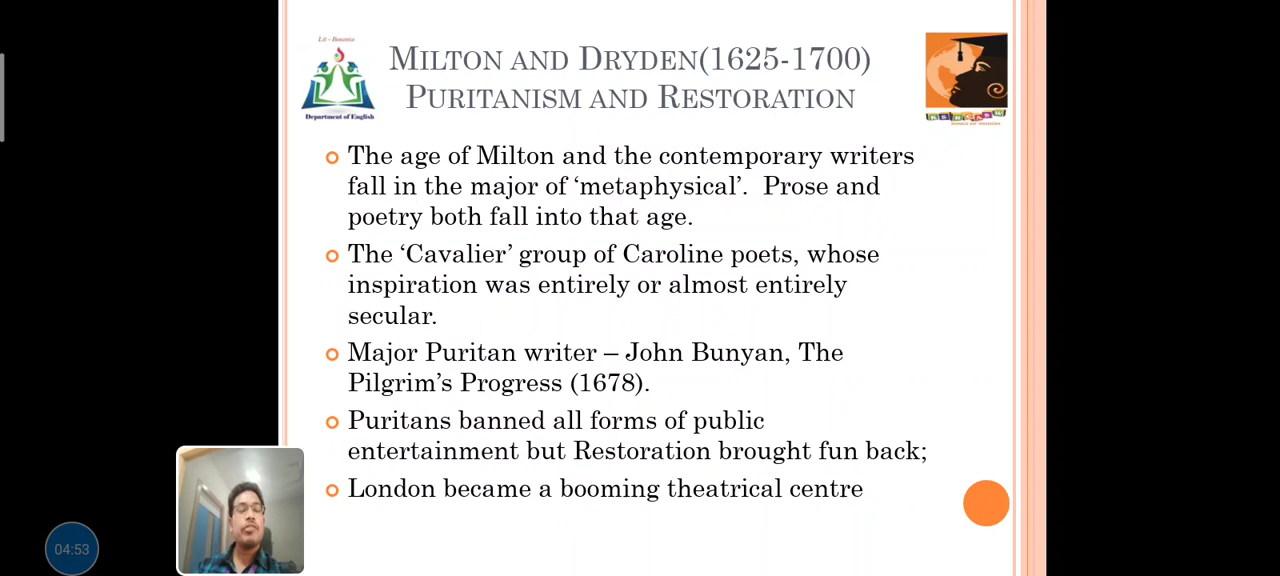 Lit - Bonanza
Department of English
MILTON AND DRYDEN(1625-1700)
PURITANISM AND RESTORATION
The age of Milton and the contemporary writers
fall in the major of ‘metaphysical’. Prose and
poetry both fall into that age.
The ‘Cavalier’ group of Caroline poets, whose
inspiration was entirely or almost entirely
secular.
Major Puritan writer – John Bunyan, The
Pilgrim’s Progress (1678).
Puritans banned all forms of public
entertainment but Restoration brought fun back;
London became a booming theatrical centre
04:53